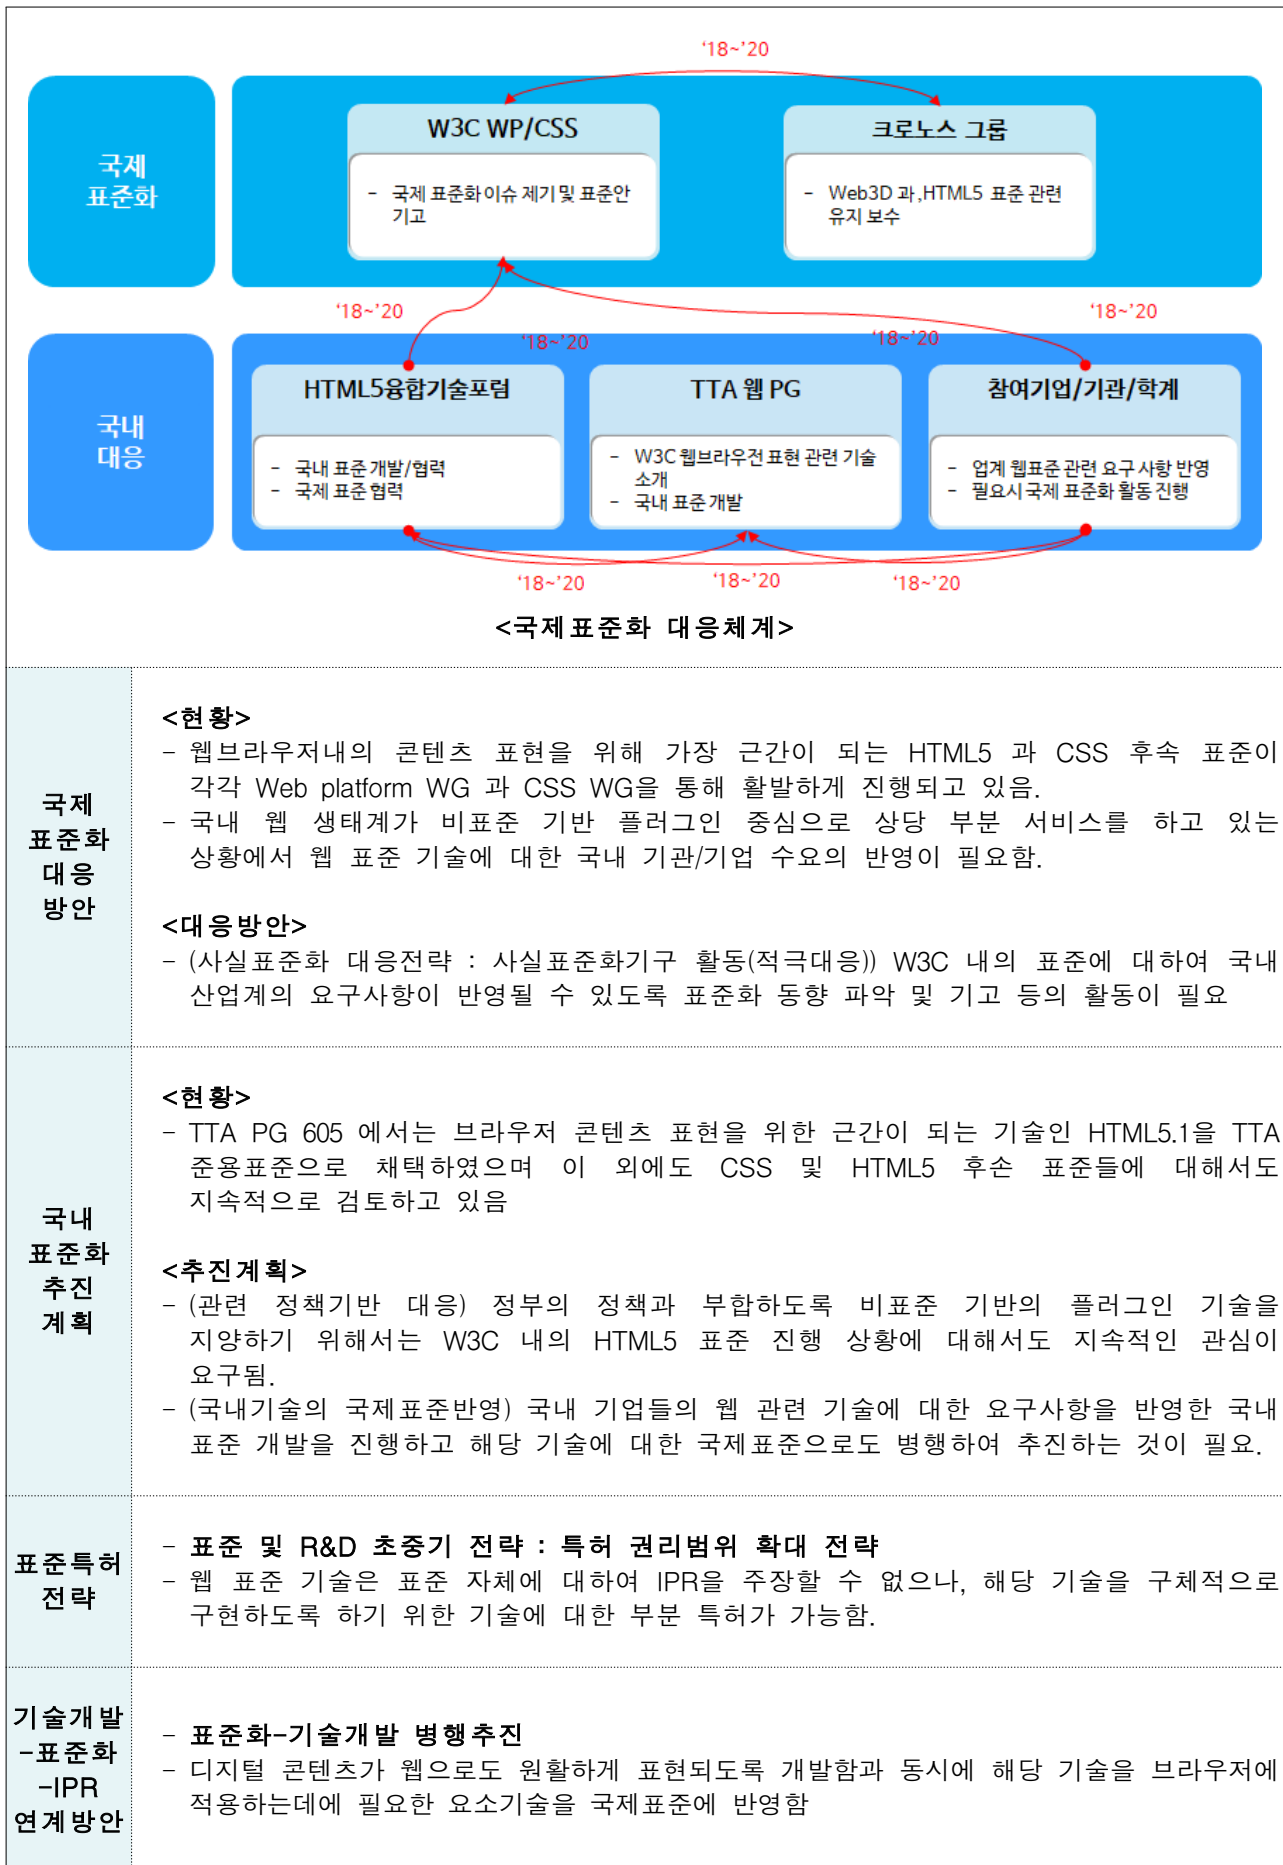 ‘18~’20
국제
표준화
W3C WP/CSS
- 국제 표준화 이슈 제기 및 표준안
기고
크로노스 그룹
- Web3D 과 ,HTML5 표준 관련
유지 보수
‘18~’20
‘18~’20
‘18~’20
‘18~’20
국내
대응
HTML5융합기술포럼
- 국내 표준 개발/협력
- 국제 표준 협력
TTA 웹 PG
- W3C 웹브라우전 표현 관련 기술
소개
- 국내 표준 개발
참여기업/기관/학계
- 업계 웹표준 관련 요구 사항 반영
- 필요시 국제 표준화 활동 진행
‘18~’20
‘18~’20
‘18~’20
<국제표준화 대응체계>
국제
표준화
대응
방안
<현황>
- 웹브라우저내의 콘텐츠 표현을 위해 가장 근간이 되는 HTML5 과 CSS 후속 표준이
각각 Web platform WG 과 CSS WG을 통해 활발하게 진행되고 있음.
- 국내 웹 생태계가 비표준 기반 플러그인 중심으로 상당 부분 서비스를 하고 있는
상황에서 웹 표준 기술에 대한 국내 기관/기업 수요의 반영이 필요함.
<대응방안>
- (사실표준화 대응전략 : 사실표준화기구 활동(적극대응)) W3C 내의 표준에 대하여 국내
산업계의 요구사항이 반영될 수 있도록 표준화 동향 파악 및 기고 등의 활동이 필요
국내
표준화
추진
계획
<현황>
- TTA PG 605 에서는 브라우저 콘텐츠 표현을 위한 근간이 되는 기술인 HTML5.1을 TTA
준용표준으로 채택하였으며 이 외에도 CSS 및 HTML5 후손 표준들에 대해서도
지속적으로 검토하고 있음
<추진계획>
- (관련 정책기반 대응) 정부의 정책과 부합하도록 비표준 기반의 플러그인 기술을
지양하기 위해서는 W3C 내의 HTML5 표준 진행 상황에 대해서도 지속적인 관심이
요구됨.
- (국내기술의 국제표준반영) 국내 기업들의 웹 관련 기술에 대한 요구사항을 반영한 국내
표준 개발을 진행하고 해당 기술에 대한 국제표준으로도 병행하여 추진하는 것이 필요.
표준특허
전략
- 표준 및 R&D 초중기 전략 : 특허 권리범위 확대 전략
- 웹 표준 기술은 표준 자체에 대하여 IPR을 주장할 수 없으나, 해당 기술을 구체적으로
구현하도록 하기 위한 기술에 대한 부분 특허가 가능함.
기술개발
-표준화
-IPR
연계방안
- 표준화-기술개발 병행추진
- 디지털 콘텐츠가 웹으로도 원활하게 표현되도록 개발함과 동시에 해당 기술을 브라우저에
적용하는데에 필요한 요소기술을 국제표준에 반영함